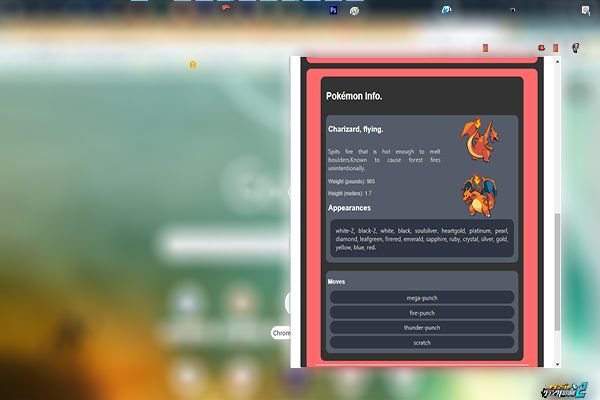 Ps
Pokémon Info.
Charizard, flying.
Spits fire that is hot enough to melt
boulders.Known to cause forest fires
unintentionally.
Weight (pounds): 995
Height (meters): 1.7
Appearances
white-2, black-2, white, black, soulsilver, heartgold, platinum, pearl,
diamond, leafgreen, firered, emerald, sapphire, ruby, crystal, silver, gold,
yellow, blue, red.
Moves
mega-punch
fire-punch
thunder-punch
scratch
Chrom